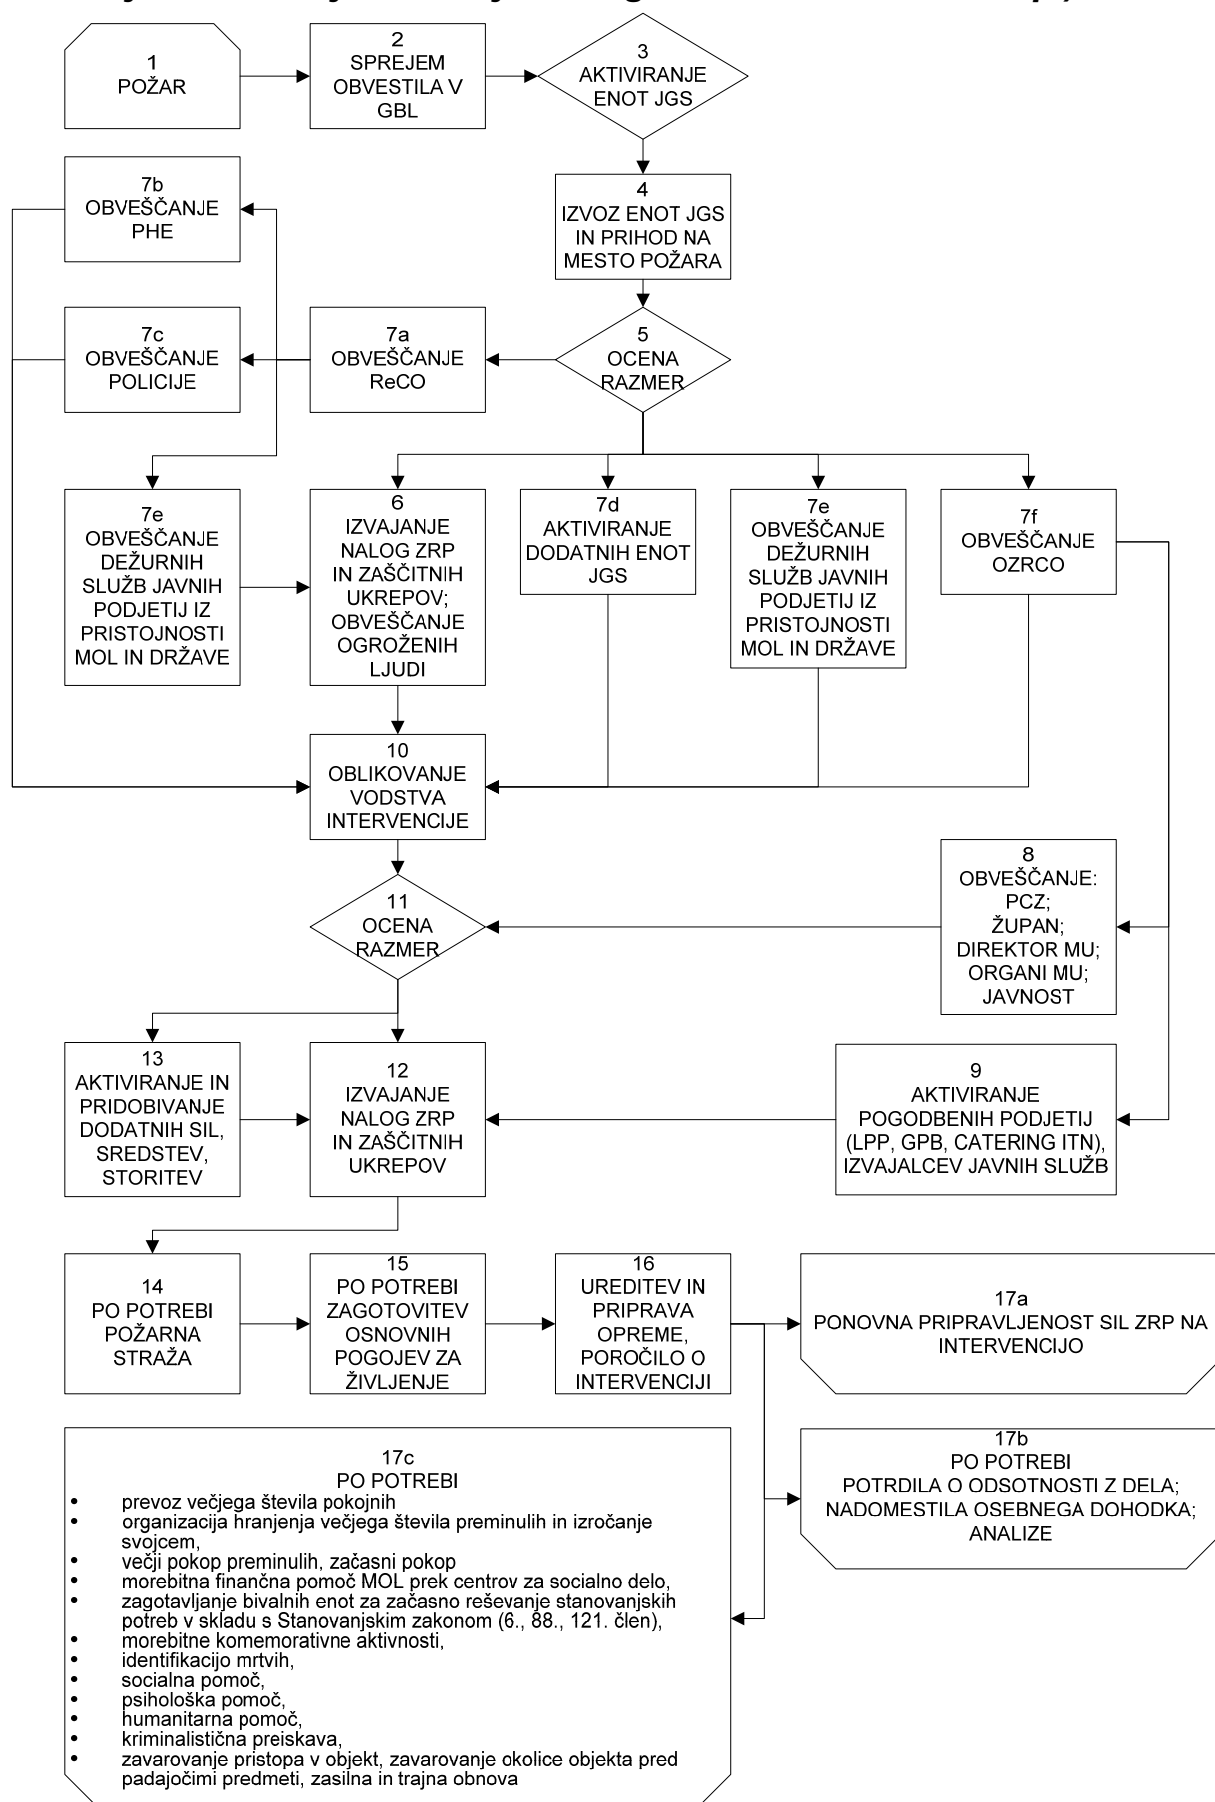 1
POŽAR
2
SPREJEM
OBVESTILA V
GBL
3
AKTIVIRANJE
ENOT JGS
7b
OBVEŠČANJE
PHE
4
IZVOZ ENOT JGS
IN PRIHOD NA
MESTO POŽARA
7c
OBVEŠČANJE
POLICIJE
7a
OBVEŠČANJE
ReCO
5
OCENA
RAZMER
7e
OBVEŠČANJE
DEŽURNIH
SLUŽB JAVNIH
PODJETIJ IZ
PRISTOJNOSTI
MOL IN DRŽAVE
6
IZVAJANJE
NALOG ZRP
IN ZAŠČITNIH
UKREPOV;
OBVEŠČANJE
OGROŽENIH
LJUDI
7d
AKTIVIRANJE
DODATNIH ENOT
JGS
7e
OBVEŠČANJE
DEŽURNIH
SLUŽB JAVNIH
PODJETIJ IZ
PRISTOJNOSTI
MOL IN DRŽAVE
7f
OBVEŠČANJE
OZRCO
10
OBLIKOVANJE
VODSTVA
INTERVENCIJE
8
OBVEŠČANJE:
PCZ;
ŽUPAN;
DIREKTOR MU;
ORGANI MU;
JAVNOST
11
OCENA
RAZMER
13
AKTIVIRANJE IN
PRIDOBIVANJE
DODATNIH SIL,
SREDSTEV,
STORITEV
12
IZVAJANJE
NALOG ZRP
IN ZAŠČITNIH
UKREPOV
9
AKTIVIRANJE
POGODBENIH PODJETIJ
(LPP, GPB, CATERING ITN),
IZVAJALCEV JAVNIH SLUŽB
14
PO POTREBI
POŽARNA
STRAŽA
15
PO POTREBI
ZAGOTOVITEV
OSNOVNIH
POGOJEV ZA
ŽIVLJENJE
16
UREDITEV IN
PRIPRAVA
OPREME,
POROČILO O
INTERVENCIJI
17a
PONOVNA PRIPRAVLJENOST SIL ZRP NA
INTERVENCIJO
17b
PO POTREBI
POTRDILA O ODSOTNOSTI Z DELA;
NADOMESTILA OSEBNEGA DOHODKA;
ANALIZE
17c
PO POTREBI
• prevoz večjega števila pokojnih
• organizacija hranjenja večjega števila preminulih in izročanje
svojcem,
• večji pokop preminulih, začasni pokop
• morebitna finančna pomoč MOL prek centrov za socialno delo,
• zagotavljanje bivalnih enot za začasno reševanje stanovanjskih
potreb v skladu s Stanovanjskim zakonom (6., 88., 121. člen),
• morebitne komemorativne aktivnosti,
• identifikacijo mrtvih,
• socialna pomoč,
• psihološka pomoč,
• humanitarna pomoč,
• kriminalistična preiskava,
• zavarovanje pristopa v objekt, zavarovanje okolice objekta pred
padajočimi predmeti, zasilna in trajna obnova